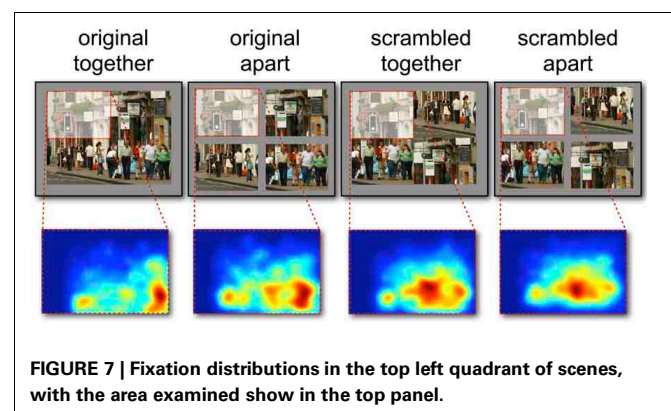 original together
original apart
scrambled together
scrambled apart
FIGURE 7 | Fixation distributions in the top left quadrant of scenes,
with the area examined show in the top panel.